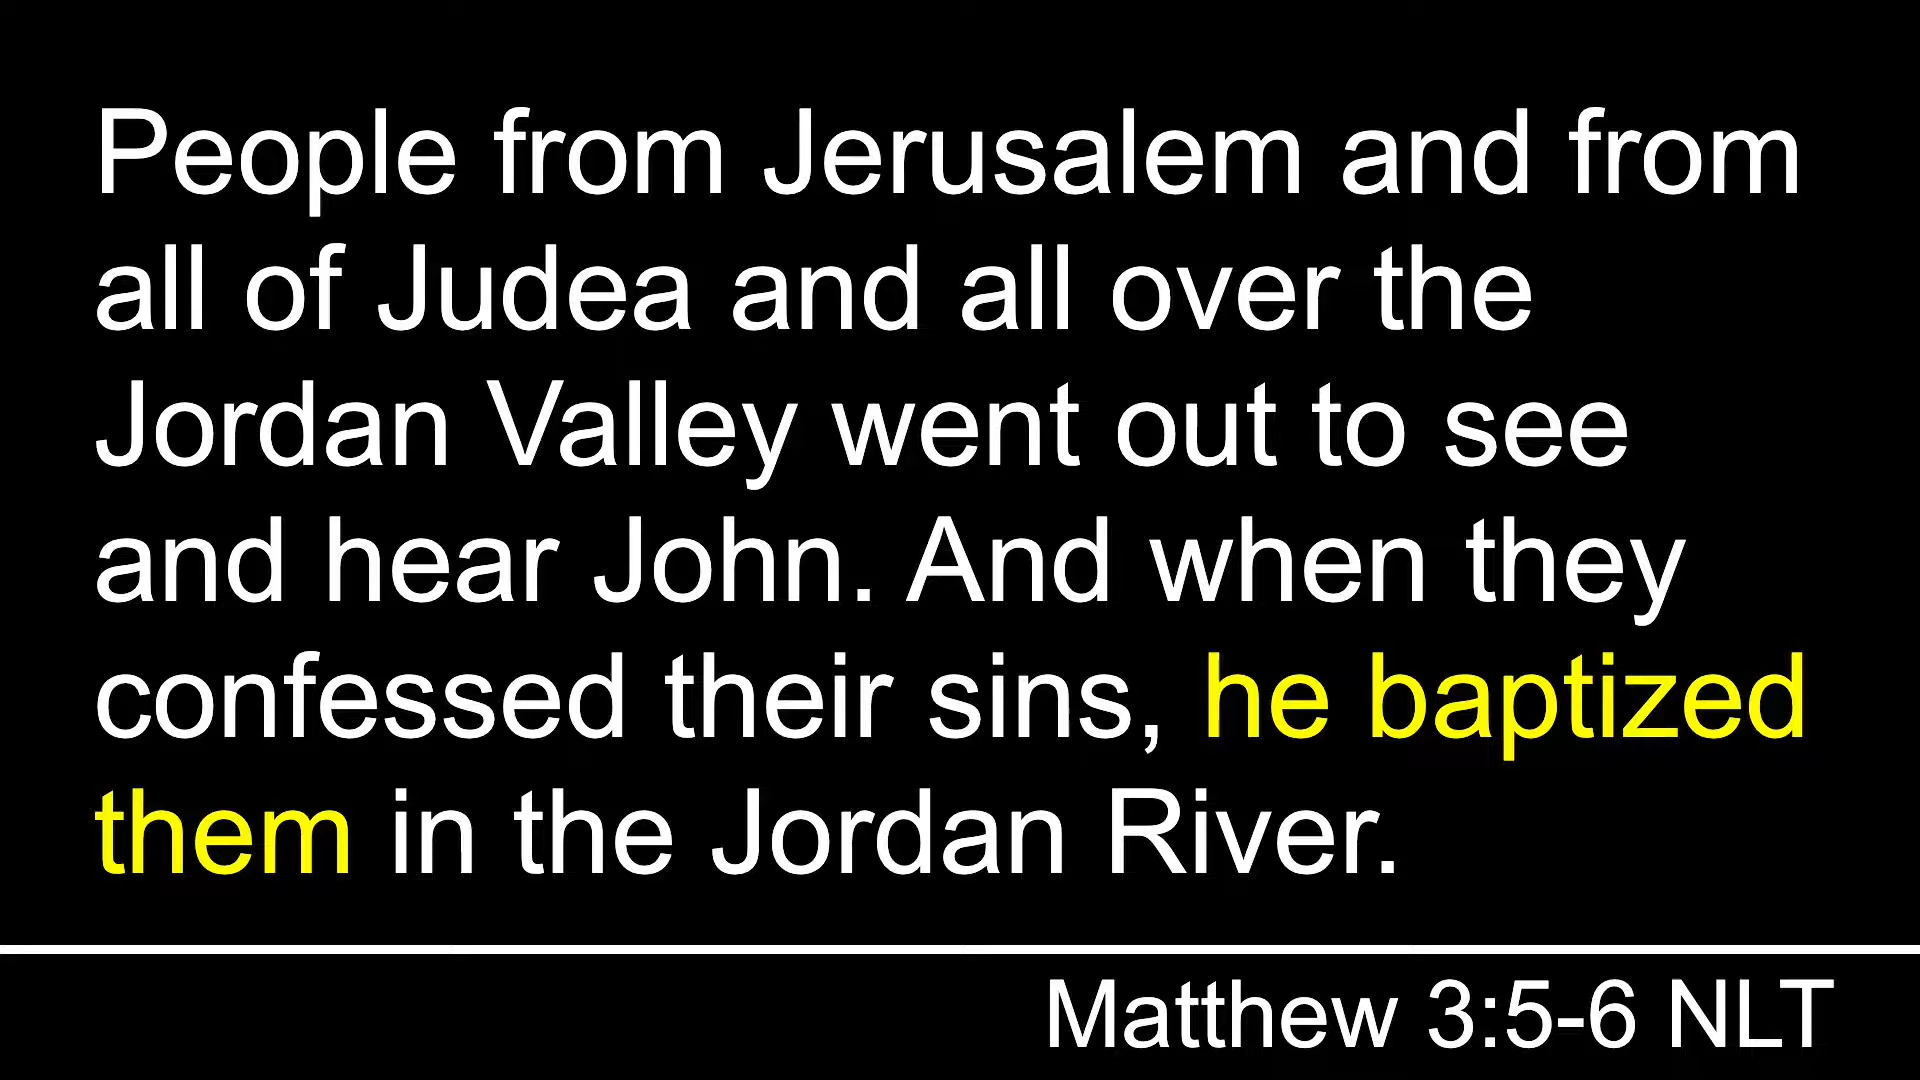 People from Jerusalem and from
all of Judea and all over the
Jordan Valley went out to see
and hear John. And when they
confessed their sins, he baptized
them in the Jordan River.
Matthew 3:5-6 NLT